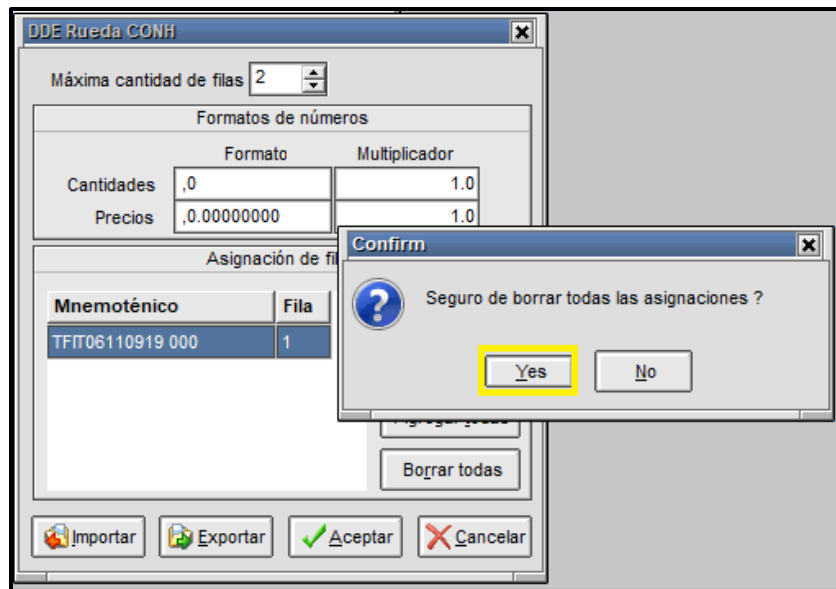 DDE Rueda CONH
Máxima cantidad de filas 2
Formatos de números
Formato Multiplicador
Cantidades ,0 1.0
Precios ,0.00000000 1.0
Asignación de
Mnemoténico Fila
TFIT06110919 000 1
Confirm
Seguro de borrar todas las asignaciones ?
Yes No
Borrar todas
Importar Exportar Aceptar Cancelar